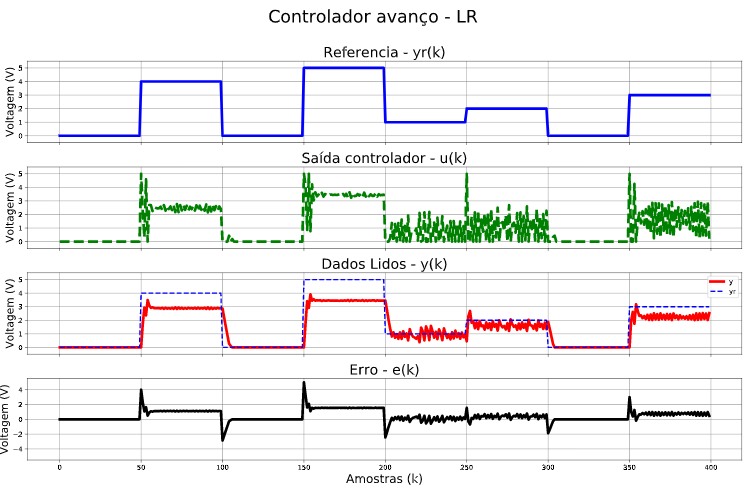 Controlador avanço - LR
Referencia - yr(k)
Voltagem (V)
5
4
3
2
1
0
Saída controlador - u(k)
Voltagem (V)
5
4
3
2
1
0
Dados Lidos - y(k)
Voltagem (V)
5
4
3
2
1
0
y
yr
Erro - e(k)
Voltagem (V)
4
2
0
−2
−4
0 50 100 150 200 250 300 350 400
Amostras (k)